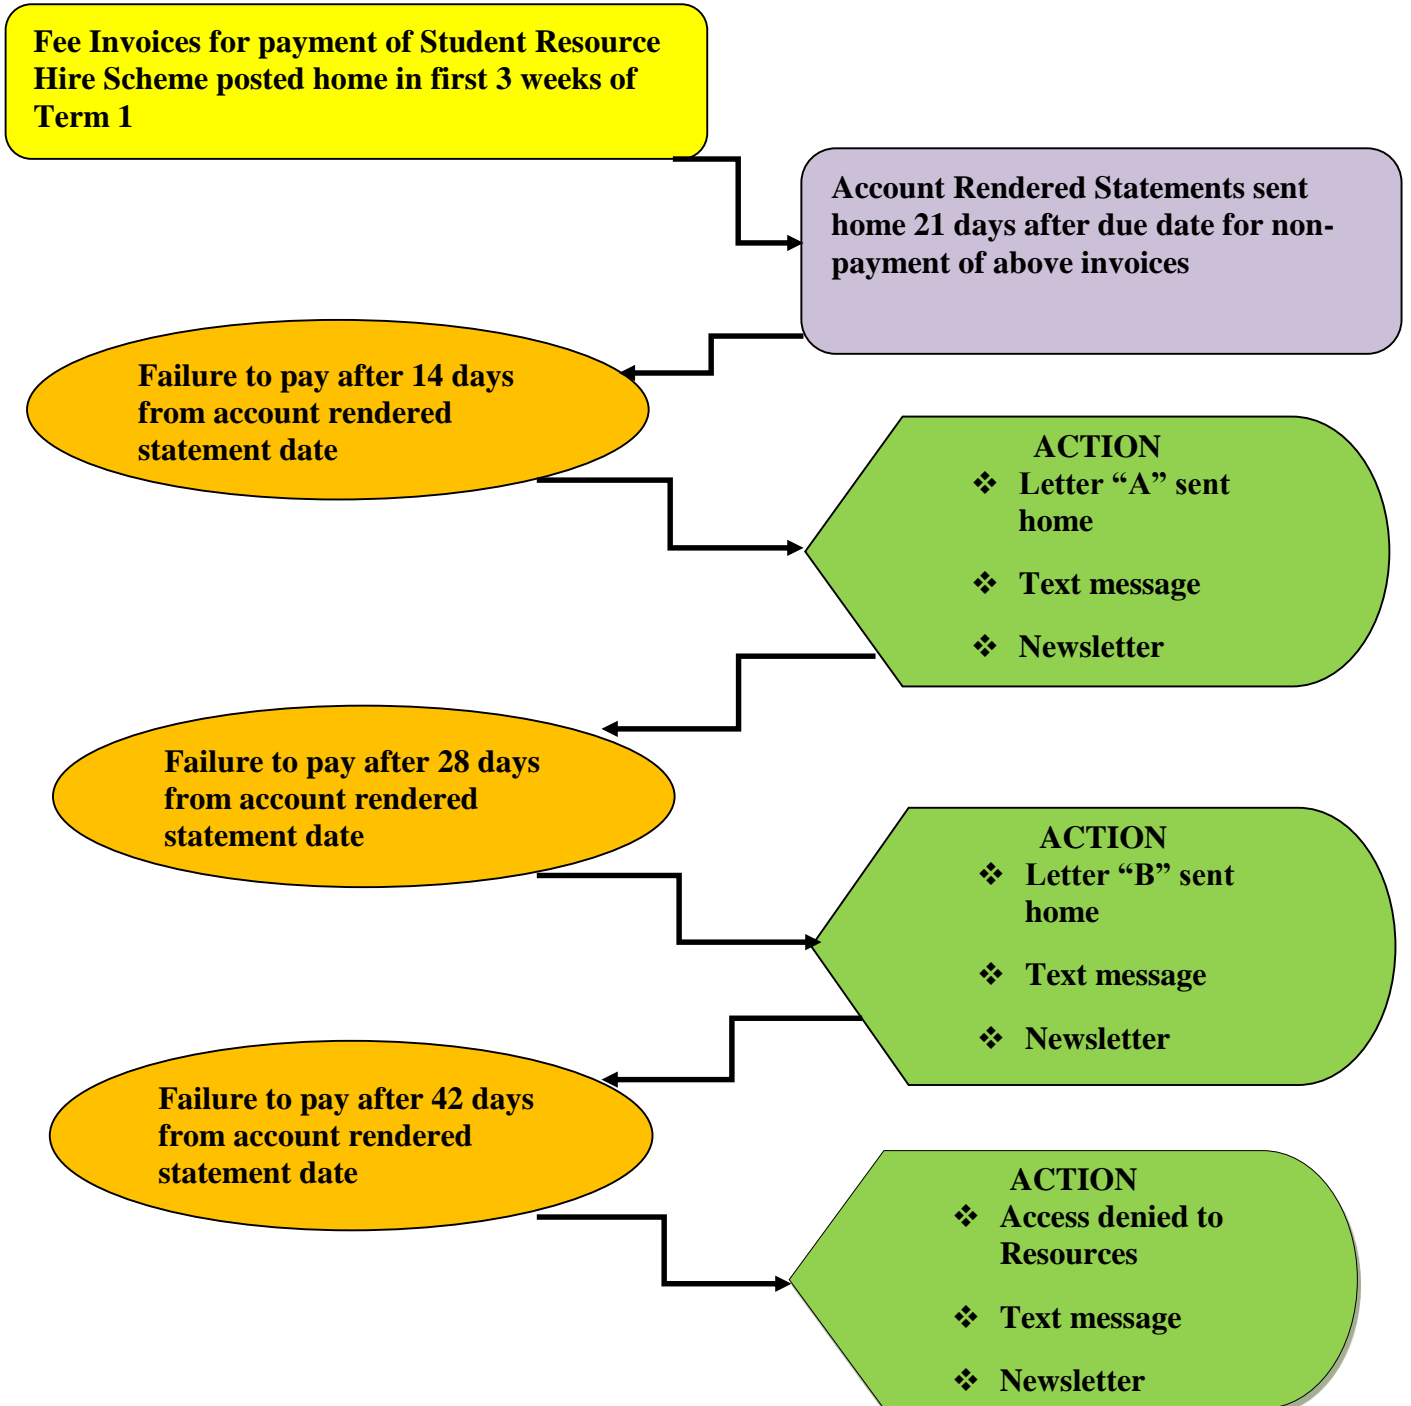 Fee Invoices for payment of Student Resource
Hire Scheme posted home in first 3 weeks of
Term 1
Account Rendered Statements sent
home 21 days after due date for non-
payment of above invoices
Failure to pay after 14 days
from account rendered
statement date
ACTION
❖ Letter “A” sent
home
❖ Text message
❖ Newsletter
Failure to pay after 28 days
from account rendered
statement date
ACTION
❖ Letter “B” sent
home
❖ Text message
❖ Newsletter
Failure to pay after 42 days
from account rendered
statement date
ACTION
❖ Access denied to
Resources
❖ Text message
❖ Newsletter